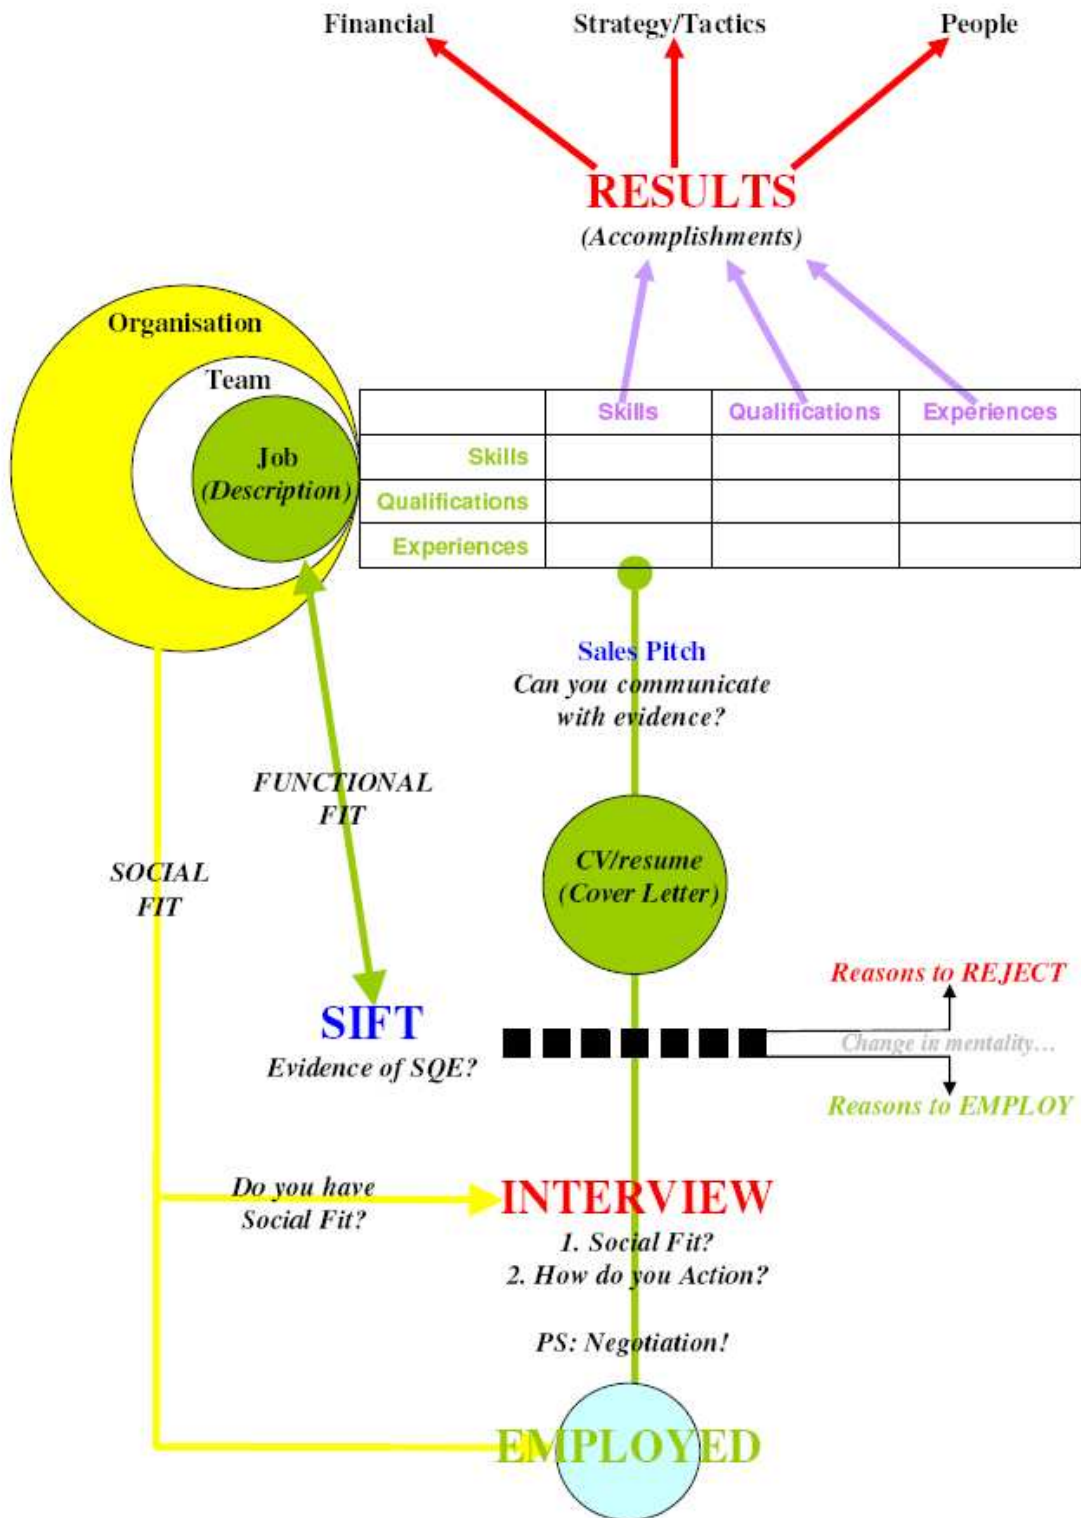 Financial
Strategy/Tactics
People
RESULTS
(Accomplishments)
Organisation
Team
Job
(Description)
Skills
Qualifications
Experiences
Skills
Qualifications
Experiences
Sales Pitch
Can you communicate
with evidence?
FUNCTIONAL
FIT
SOCIAL
FIT
CV/resume
(Cover Letter)
Reasons to REJECT
SIFT
Evidence of SQE?
Change in mentality...
Reasons to EMPLOY
Do you have
Social Fit?
INTERVIEW
1. Social Fit?
2. How do you Action?
PS: Negotiation!
EMPLOYED